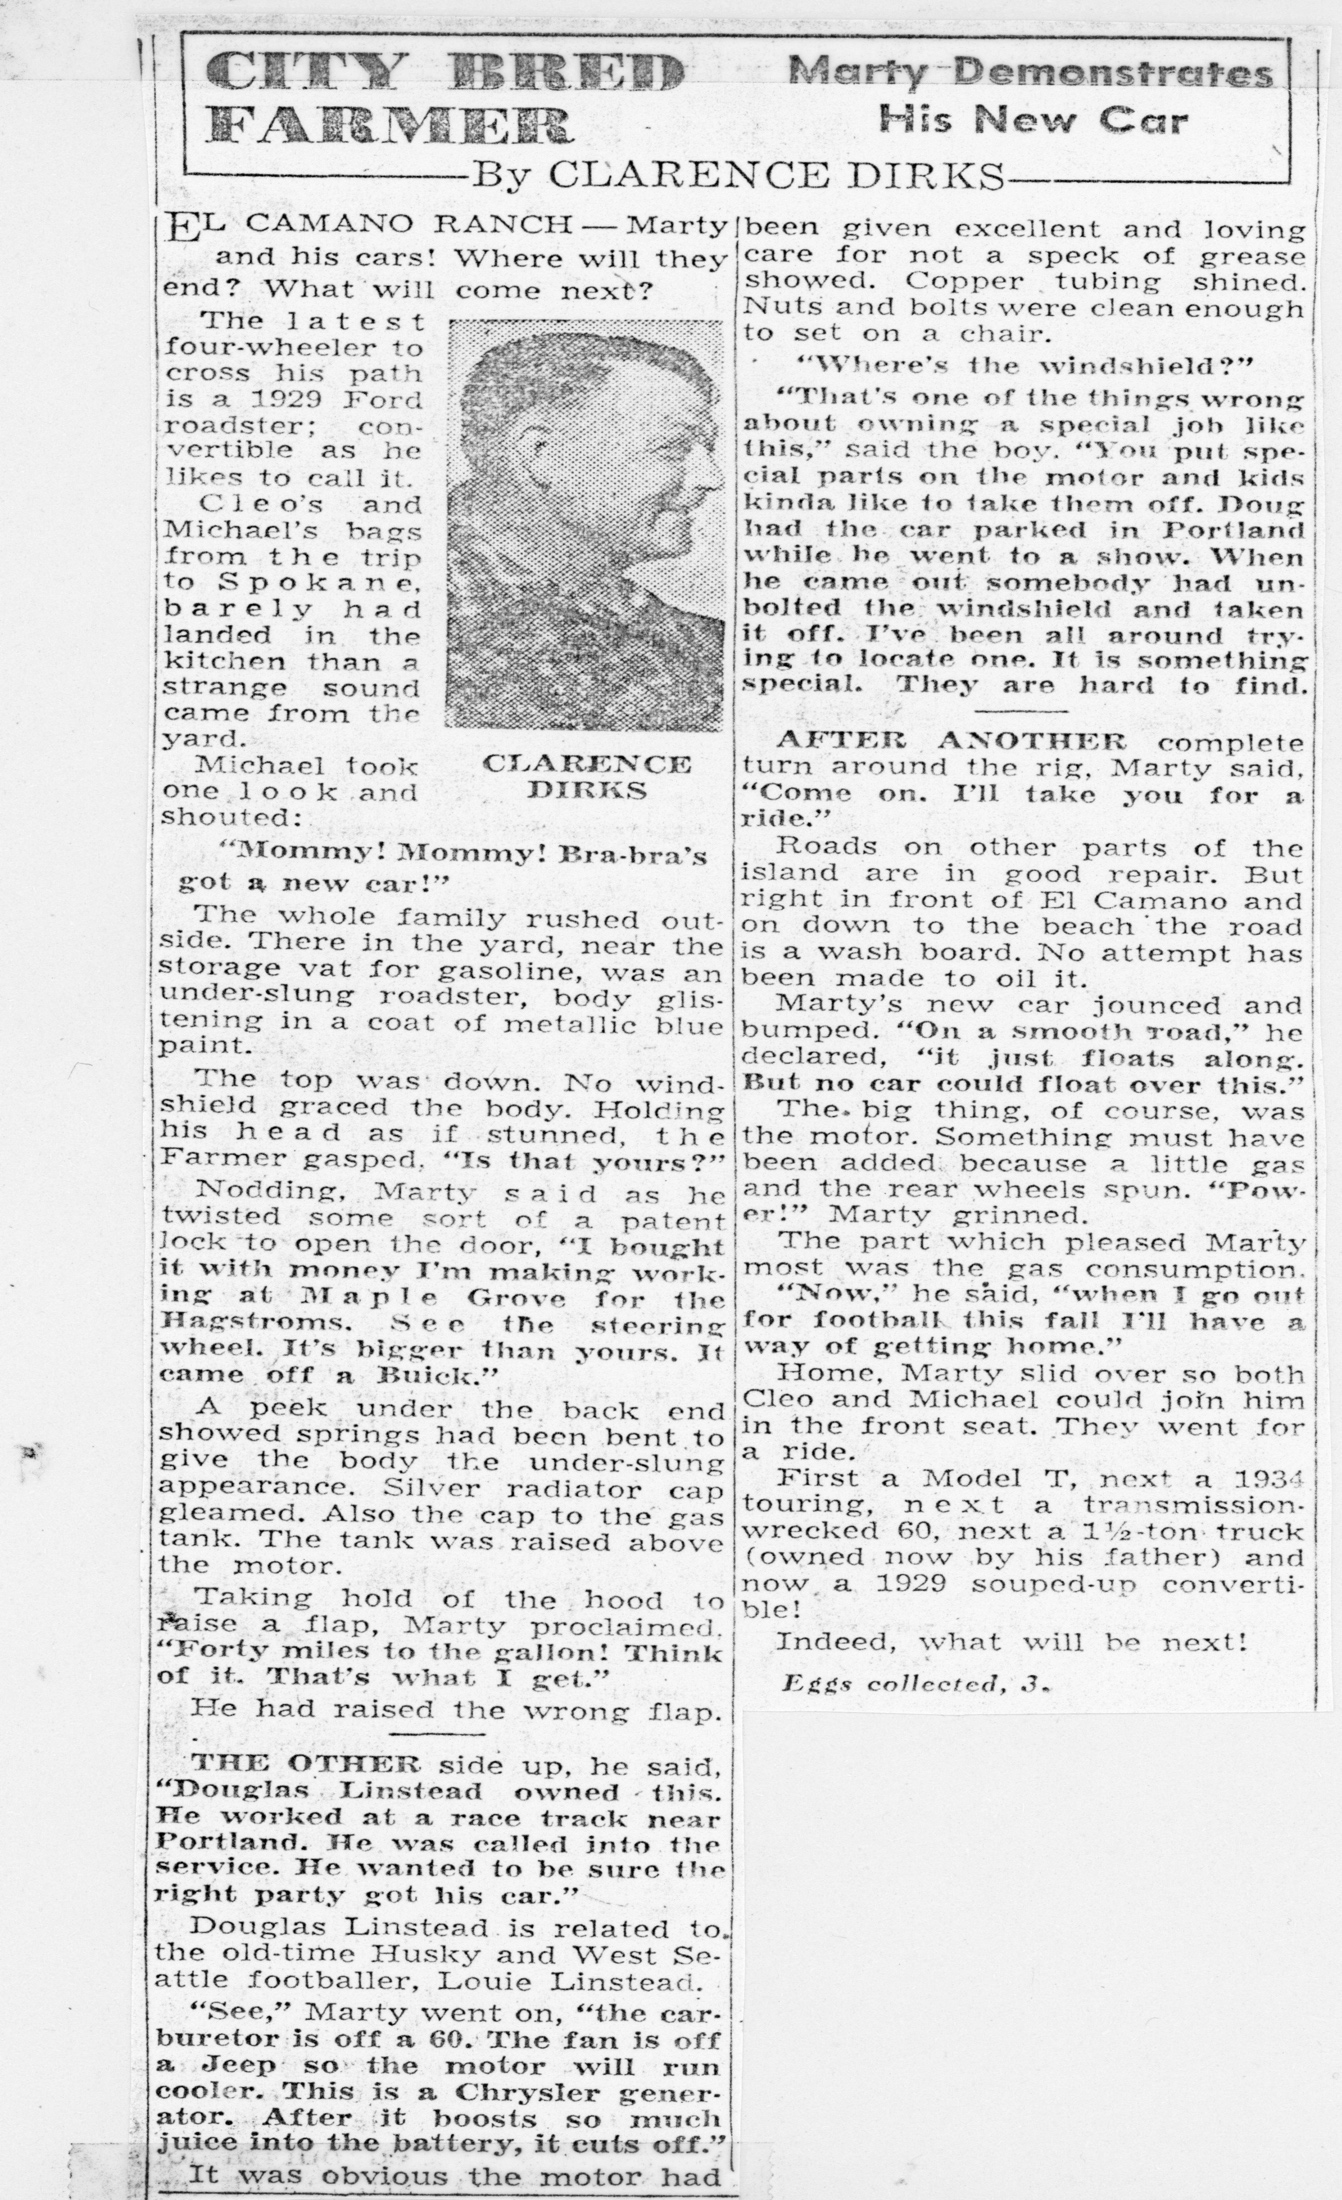 CITY BRED
FARMER
Marty Demonstrates
His New Car
By CLARENCE DIRKS
EL CAMANO RANCH — Marty
and his cars! Where will they
end? What will come next?
The latest
four-wheeler to
cross his path
is a 1929 Ford
roadster; con-
vertible as he
likes to call it.
Cleo's and
Michael's bags
from the trip
to Spokane,
barely had
landed in the
kitchen than a
strange sound
came from the
yard.
Michael took
one look and
shouted:
CLARENCE
DIRKS
"Mommy! Mommy! Bra-bra's
got a new car!"
The whole family rushed out-
side. There in the yard, near the
storage vat for gasoline, was an
under-slung roadster, body glis-
tening in a coat of metallic blue
paint.
The top was down. No wind-
shield graced the body. Holding
his head as if stunned, the
Farmer gasped, "Is that yours?"
Nodding, Marty said as he
twisted some sort of a patent
lock to open the door, "I bought
it with money I'm making work-
ing at Maple Grove for the
Hagstroms. See the steering
wheel. It's bigger than yours. It
came off a Buick."
A peek under the back end
showed springs had been bent to
give the body the under-slung
appearance. Silver radiator cap
gleamed. Also the cap to the gas
tank. The tank was raised above
the motor.
Taking hold of the hood to
raise a flap, Marty proclaimed,
"Forty miles to the gallon! Think
of it. That's what I get."
He had raised the wrong flap.
THE OTHER side up, he said,
"Douglas Linstead owned this.
He worked at a race track near
Portland. He was called into the
service. He wanted to be sure the
right party got his car."
Douglas Linstead is related to
the old-time Husky and West Se-
attle footballer, Louie Linstead.
"See," Marty went on, "the car-
buretor is off a 60. The fan is off
a Jeep so the motor will run
cooler. This is a Chrysler gener-
ator. After it boosts so much
juice into the battery, it cuts off."
It was obvious the motor had
been given excellent and loving
care for not a speck of grease
showed. Copper tubing shined.
Nuts and bolts were clean enough
to set on a chair.
"Where's the windshield?"
"That's one of the things wrong
about owning a special job like
this," said the boy. "You put spe-
cial parts on the motor and kids
kinda like to take them off. Doug
had the car parked in Portland
while he went to a show. When
he came out somebody had un-
bolted the windshield and taken
it off. I've been all around try-
ing to locate one. It is something
special. They are hard to find.
AFTER ANOTHER complete
turn around the rig, Marty said,
"Come on. I'll take you for a
ride."
Roads on other parts of the
island are in good repair. But
right in front of El Camano and
on down to the beach the road
is a wash board. No attempt has
been made to oil it.
Marty's new car jounced and
bumped. "On a smooth road," he
declared, "it just floats along.
But no car could float over this."
The big thing, of course, was
the motor. Something must have
been added because a little gas
and the rear wheels spun. "Pow-
er!" Marty grinned.
The part which pleased Marty
most was the gas consumption.
"Now," he said, "when I go out
for football this fall I'll have a
way of getting home."
Home, Marty slid over so both
Cleo and Michael could join him
in the front seat. They went for
a ride.
First a Model T, next a 1934
touring, next a transmission-
wrecked 60, next a 1½-ton truck
(owned now by his father) and
now a 1929 souped-up converti-
ble!
Indeed, what will be next!
Eggs collected, 3.